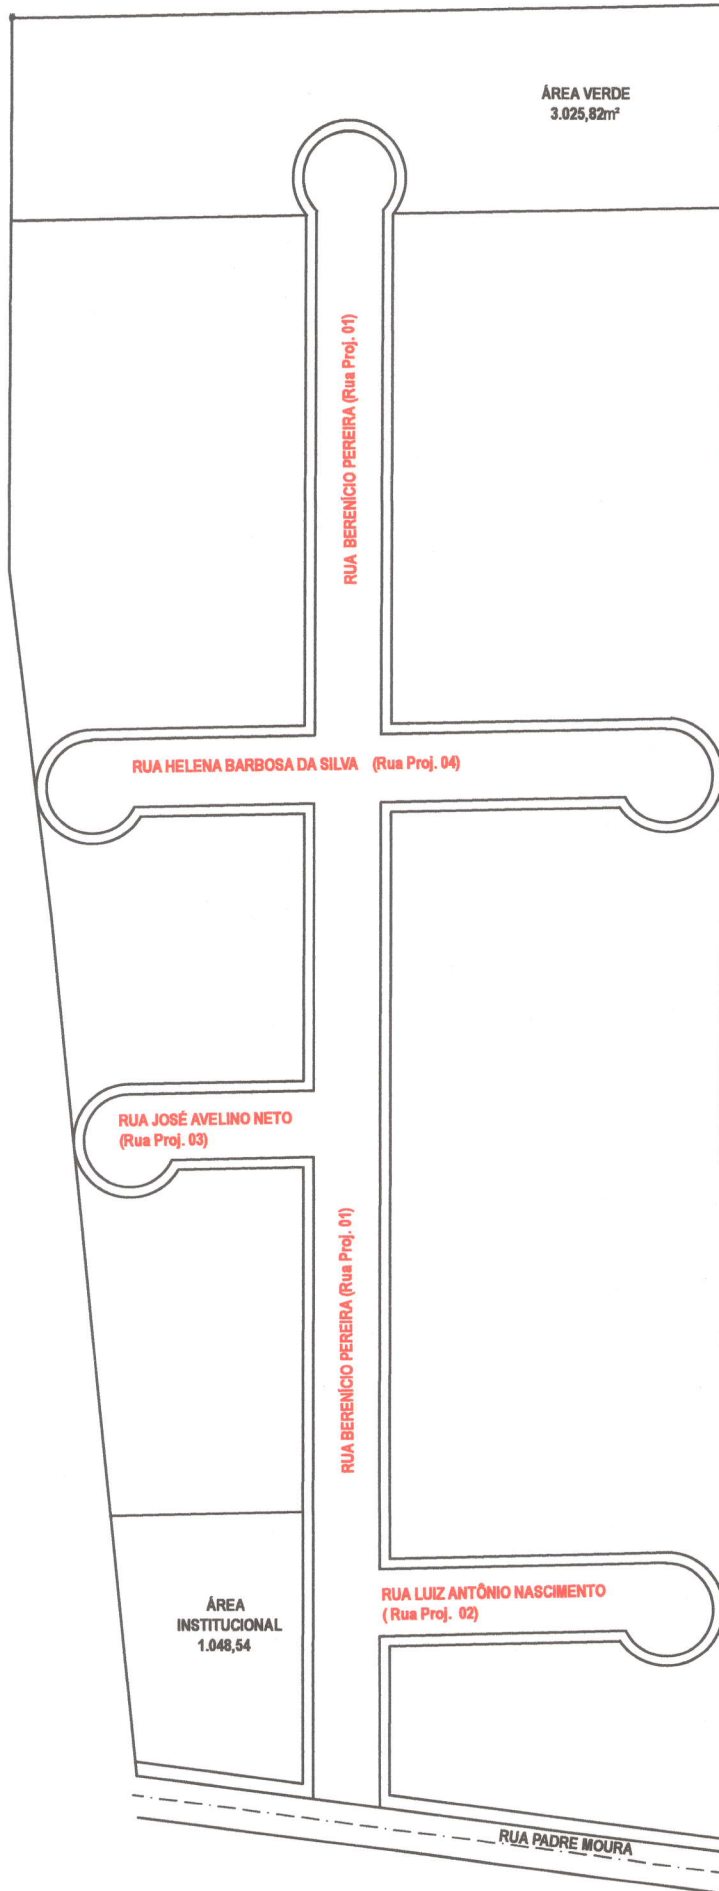 ÁREA VERDE
3.025,82m²
RUA BERENÍCIO PEREIRA (Rua Proj. 01)
RUA HELENA BARBOSA DA SILVA (Rua Proj. 04)
RUA JOSÉ AVELINO NETO
(Rua Proj. 03)
RUA BERENÍCIO PEREIRA (Rua Proj. 01)
RUA LUIZ ANTÔNIO NASCIMENTO
( Rua Proj. 02)
ÁREA
INSTITUCIONAL
1.048,54
RUA PADRE MOURA